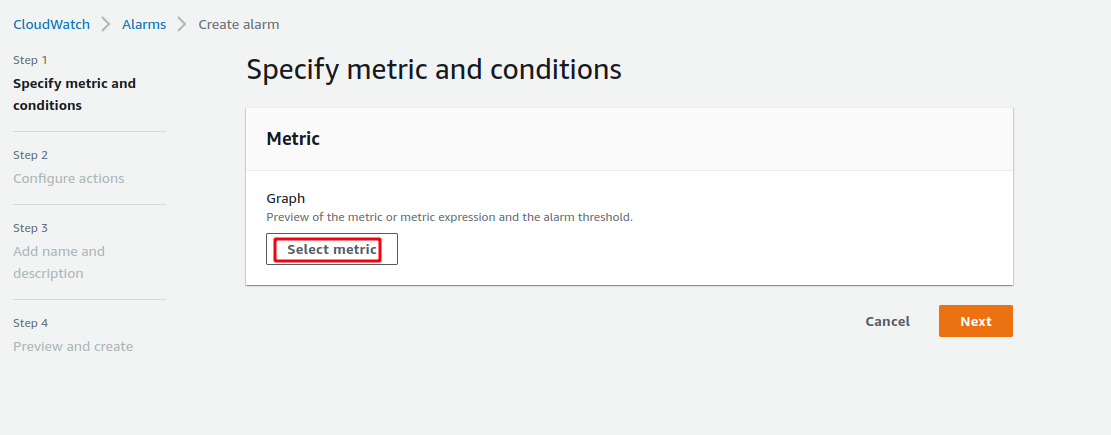 CloudWatch > Alarms > Create alarm
Step 1
Specify metric and
conditions
Step 2
Configure actions
Step 3
Add name and
description
Step 4
Preview and create
Specify metric and conditions
Metric
Graph
Preview of the metric or metric expression and the alarm threshold.
Select metric
Cancel
Next